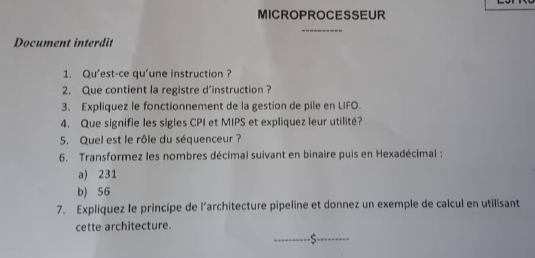 MICROPROCESSEUR
----------
Document interdit
1. Qu'est-ce qu'une instruction ?
2. Que contient la registre d'instruction ?
3. Expliquez le fonctionnement de la gestion de pile en LIFO.
4. Que signifie les sigles CPI et MIPS et expliquez leur utilité?
5. Quel est le rôle du séquenceur ?
6. Transformez les nombres décimal suivant en binaire puis en Hexadécimal :
a) 231
b) 56
7. Expliquez le principe de l'architecture pipeline et donnez un exemple de calcul en utilisant
cette architecture.
----------$---------